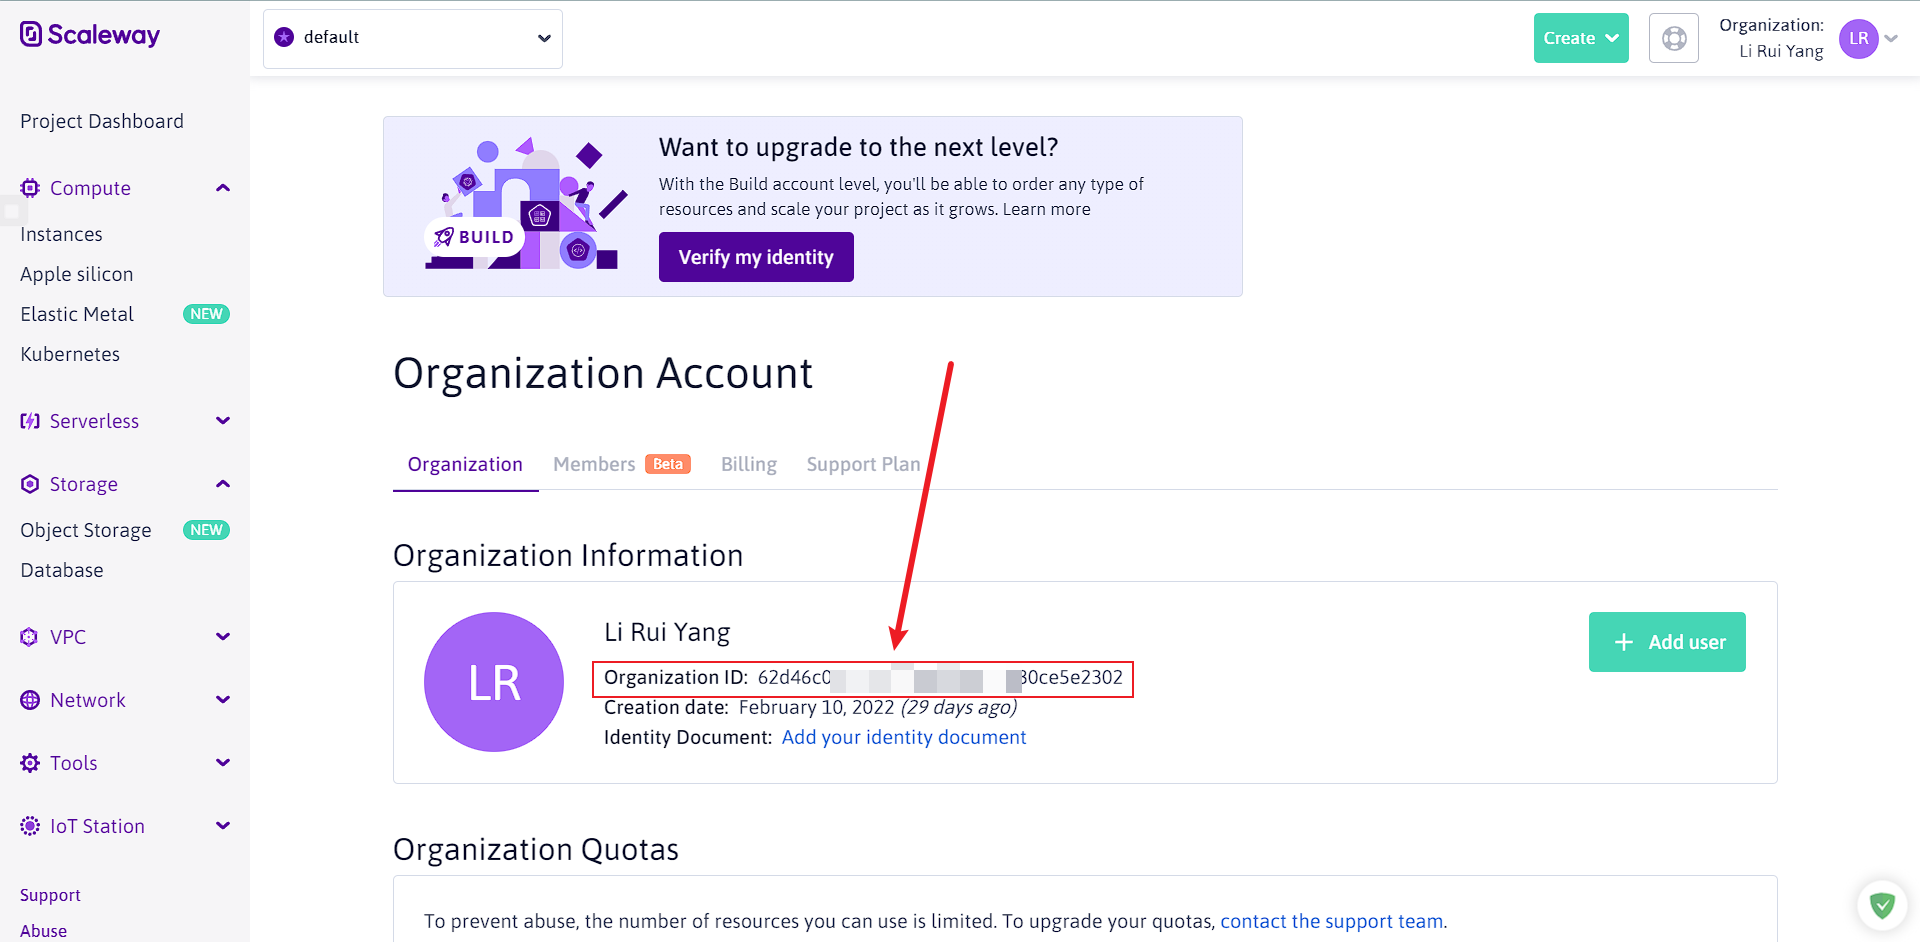 Scaleway
default
Create
Organization:
Li Rui Yang
LR
Project Dashboard
Compute
Instances
Apple silicon
Elastic Metal NEW
Kubernetes
Serverless
Storage
Object Storage NEW
Database
VPC
Network
Tools
IoT Station
Support
Abuse
BUILD
Want to upgrade to the next level?
With the Build account level, you'll be able to order any type of
resources and scale your project as it grows. Learn more
Verify my identity
Organization Account
Organization Members Beta Billing Support Plan
Organization Information
LR
Li Rui Yang
Organization ID: 62d46c0 30ce5e2302
Creation date: February 10, 2022 (29 days ago)
Identity Document: Add your identity document
+ Add user
Organization Quotas
To prevent abuse, the number of resources you can use is limited. To upgrade your quotas, contact the support team.